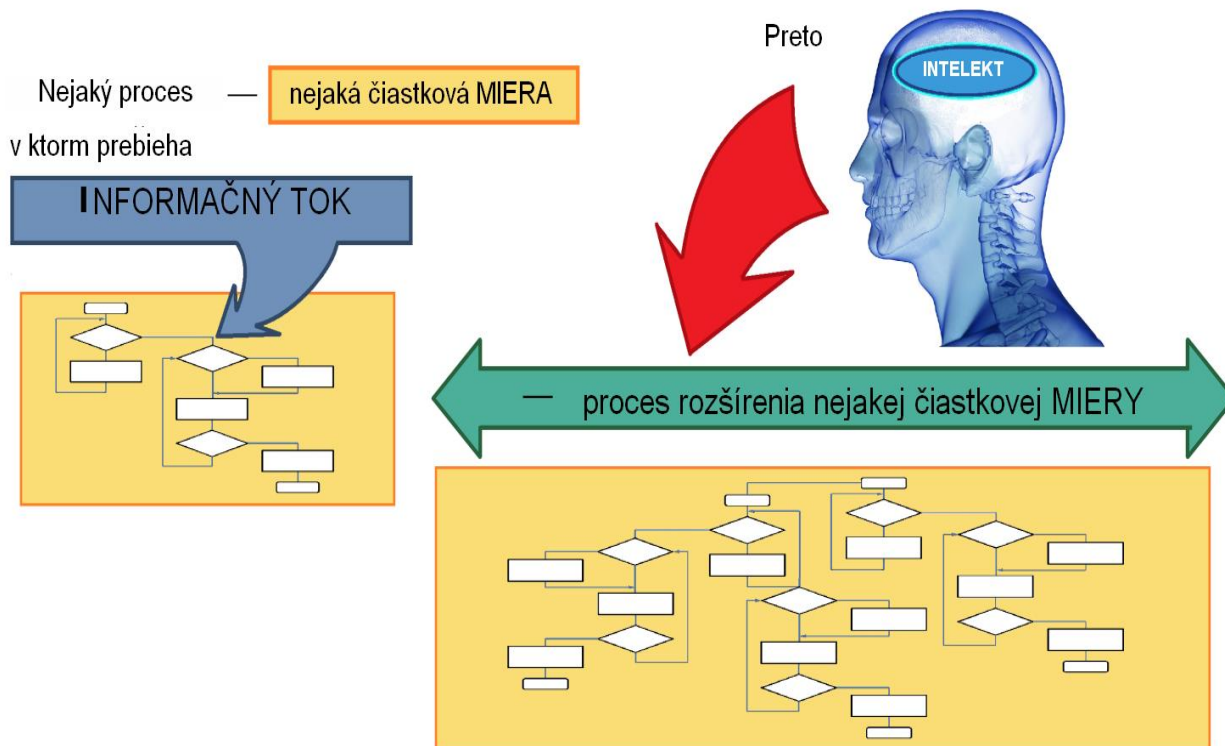 Nejaký proces — nejaká čiastková MIERA
v ktorm prebieha
INFORMAČNÝ TOK
Preto
INTELEKT
— proces rozšírenia nejakej čiastkovej MIERY